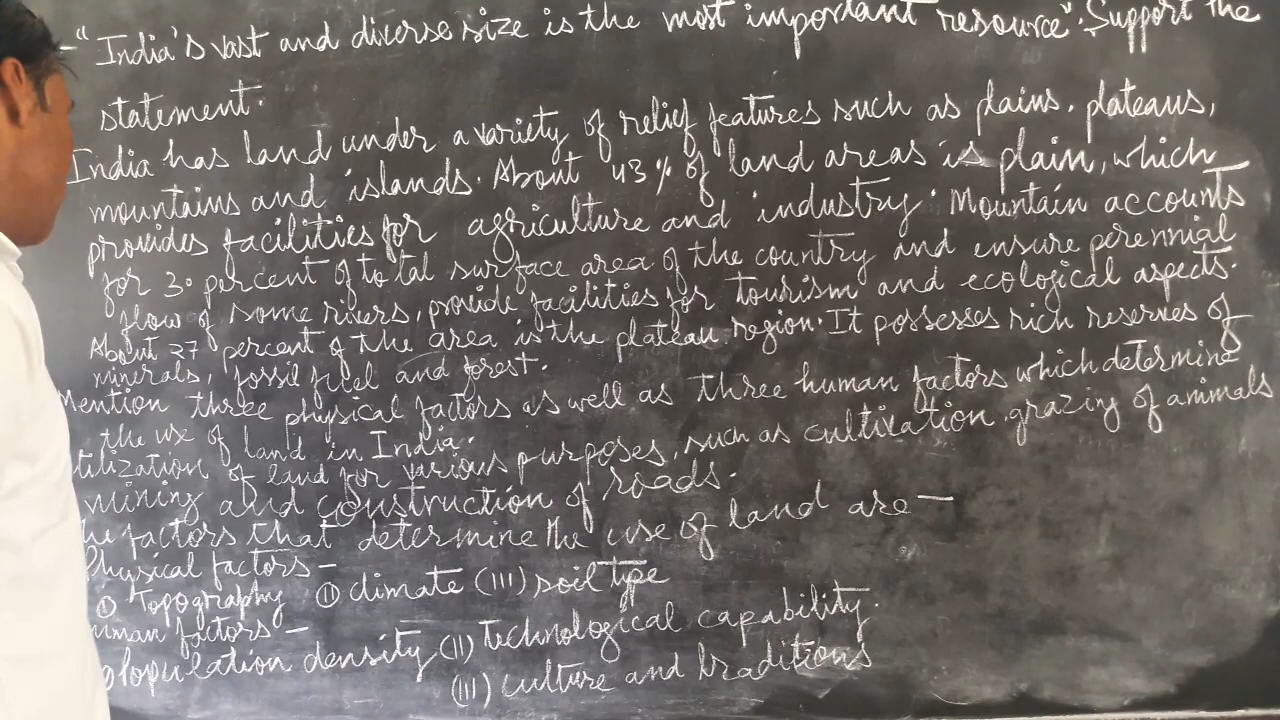 -"India's vast and diverse size is the most important resource". Support the
statement.
India has land under a variety of relief features such as plains, plateaus,
mountains and islands. About 43% of land areas is plain, which
provides facilities for agriculture and industry. Mountain accounts
for 30 percent of total surface area of the country and ensure perennial
flow of some rivers, provide facilities for tourism and ecological aspects.
About 27 percent of the area is the plateau region. It possesses rich reserves of
minerals, fossil fuel and forest.
Mention three physical factors as well as three human factors which determine
the use of land in India.
tilization of land for various purposes, such as cultivation, grazing of animals
mining and construction of roads.
he factors that determine the use of land are —
Physical factors —
(I) Topography (II) climate (III) soil type
uman factors —
population density (II) technological capability.
(III) culture and traditions